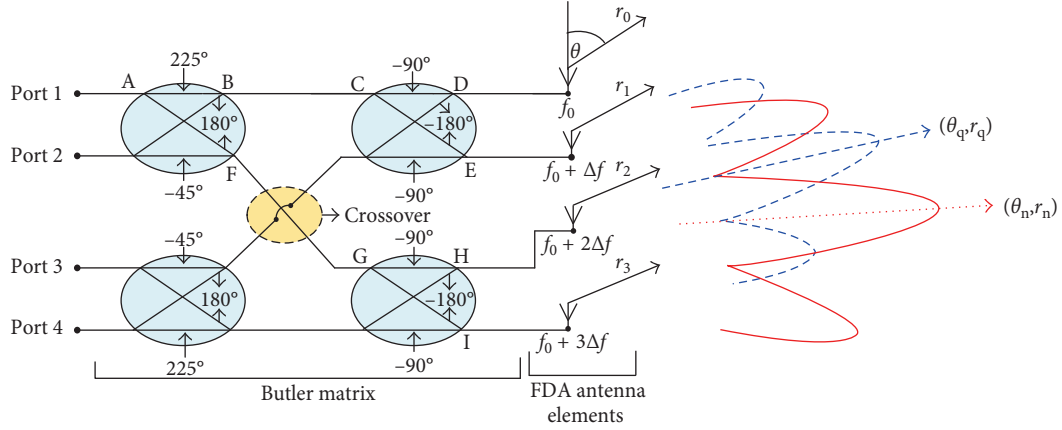 r0
θ
225°
–90°
A
B
C
D
r1
Port 1
f0
180°
–180°
(θq,rq)
Port 2
F
E
f0 + Δf
r2
–45°
–90°
Crossover
(θn,rn)
–45°
–90°
f0 + 2Δf
Port 3
G
H
r3
180°
–180°
Port 4
I
f0 + 3Δf
225°
–90°
Butler matrix
FDA antenna
elements